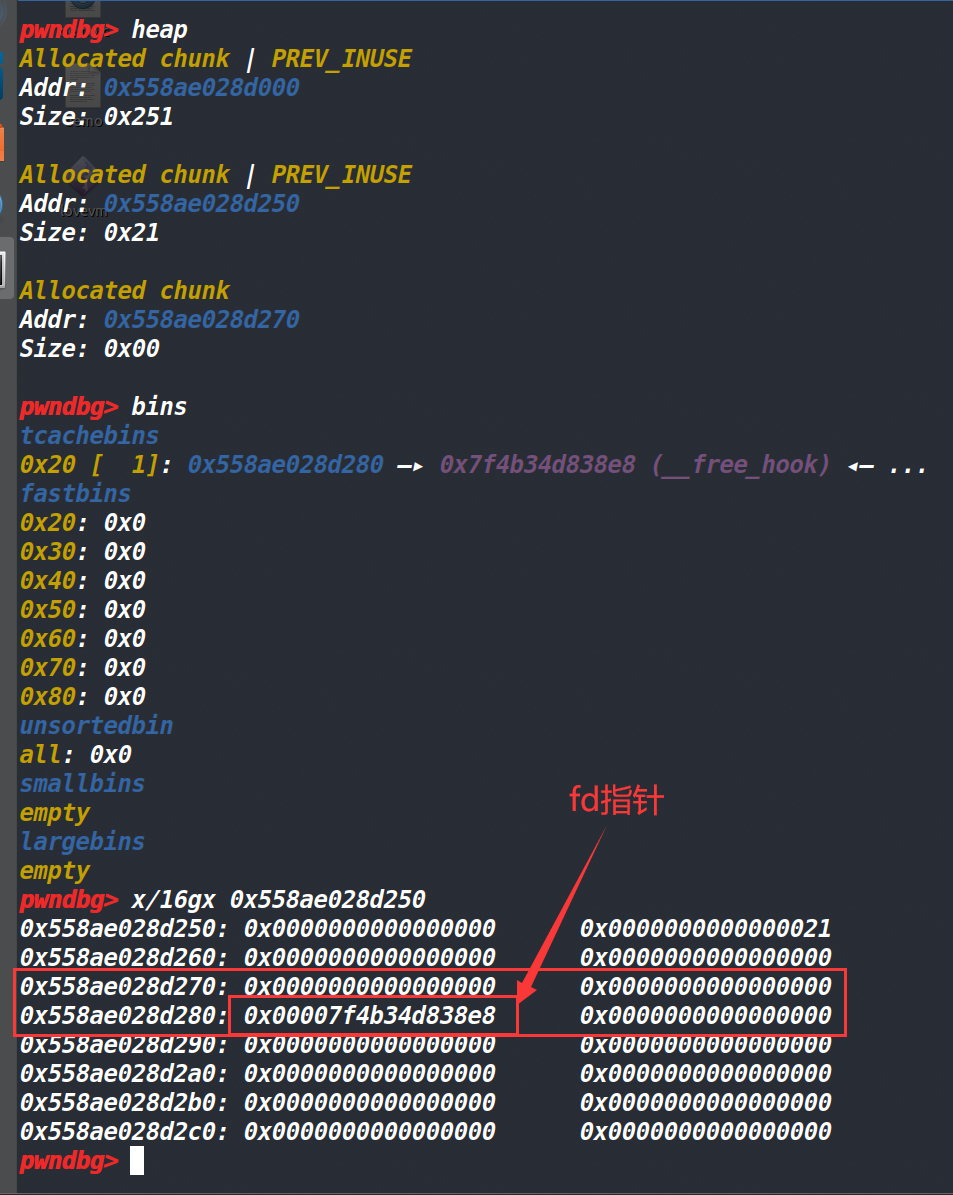 pwndbg> heap
Allocated chunk | PREV_INUSE
Addr: 0x558ae028d000
Size: 0x251
Allocated chunk | PREV_INUSE
Addr: 0x558ae028d250
Size: 0x21
Allocated chunk
Addr: 0x558ae028d270
Size: 0x00
pwndbg> bins
tcachebins
0x20 [  1]: 0x558ae028d280 —▸ 0x7f4b34d838e8 (__free_hook) ◂— ...
fastbins
0x20: 0x0
0x30: 0x0
0x40: 0x0
0x50: 0x0
0x60: 0x0
0x70: 0x0
0x80: 0x0
unsortedbin
all: 0x0
smallbins
empty
fd指针
largebins
empty
pwndbg> x/16gx 0x558ae028d250
0x558ae028d250: 0x0000000000000000 0x0000000000000021
0x558ae028d260: 0x0000000000000000 0x0000000000000000
0x558ae028d270: 0x0000000000000000 0x0000000000000000
0x558ae028d280: 0x00007f4b34d838e8 0x0000000000000000
0x558ae028d290: 0x0000000000000000 0x0000000000000000
0x558ae028d2a0: 0x0000000000000000 0x0000000000000000
0x558ae028d2b0: 0x0000000000000000 0x0000000000000000
0x558ae028d2c0: 0x0000000000000000 0x0000000000000000
pwndbg>